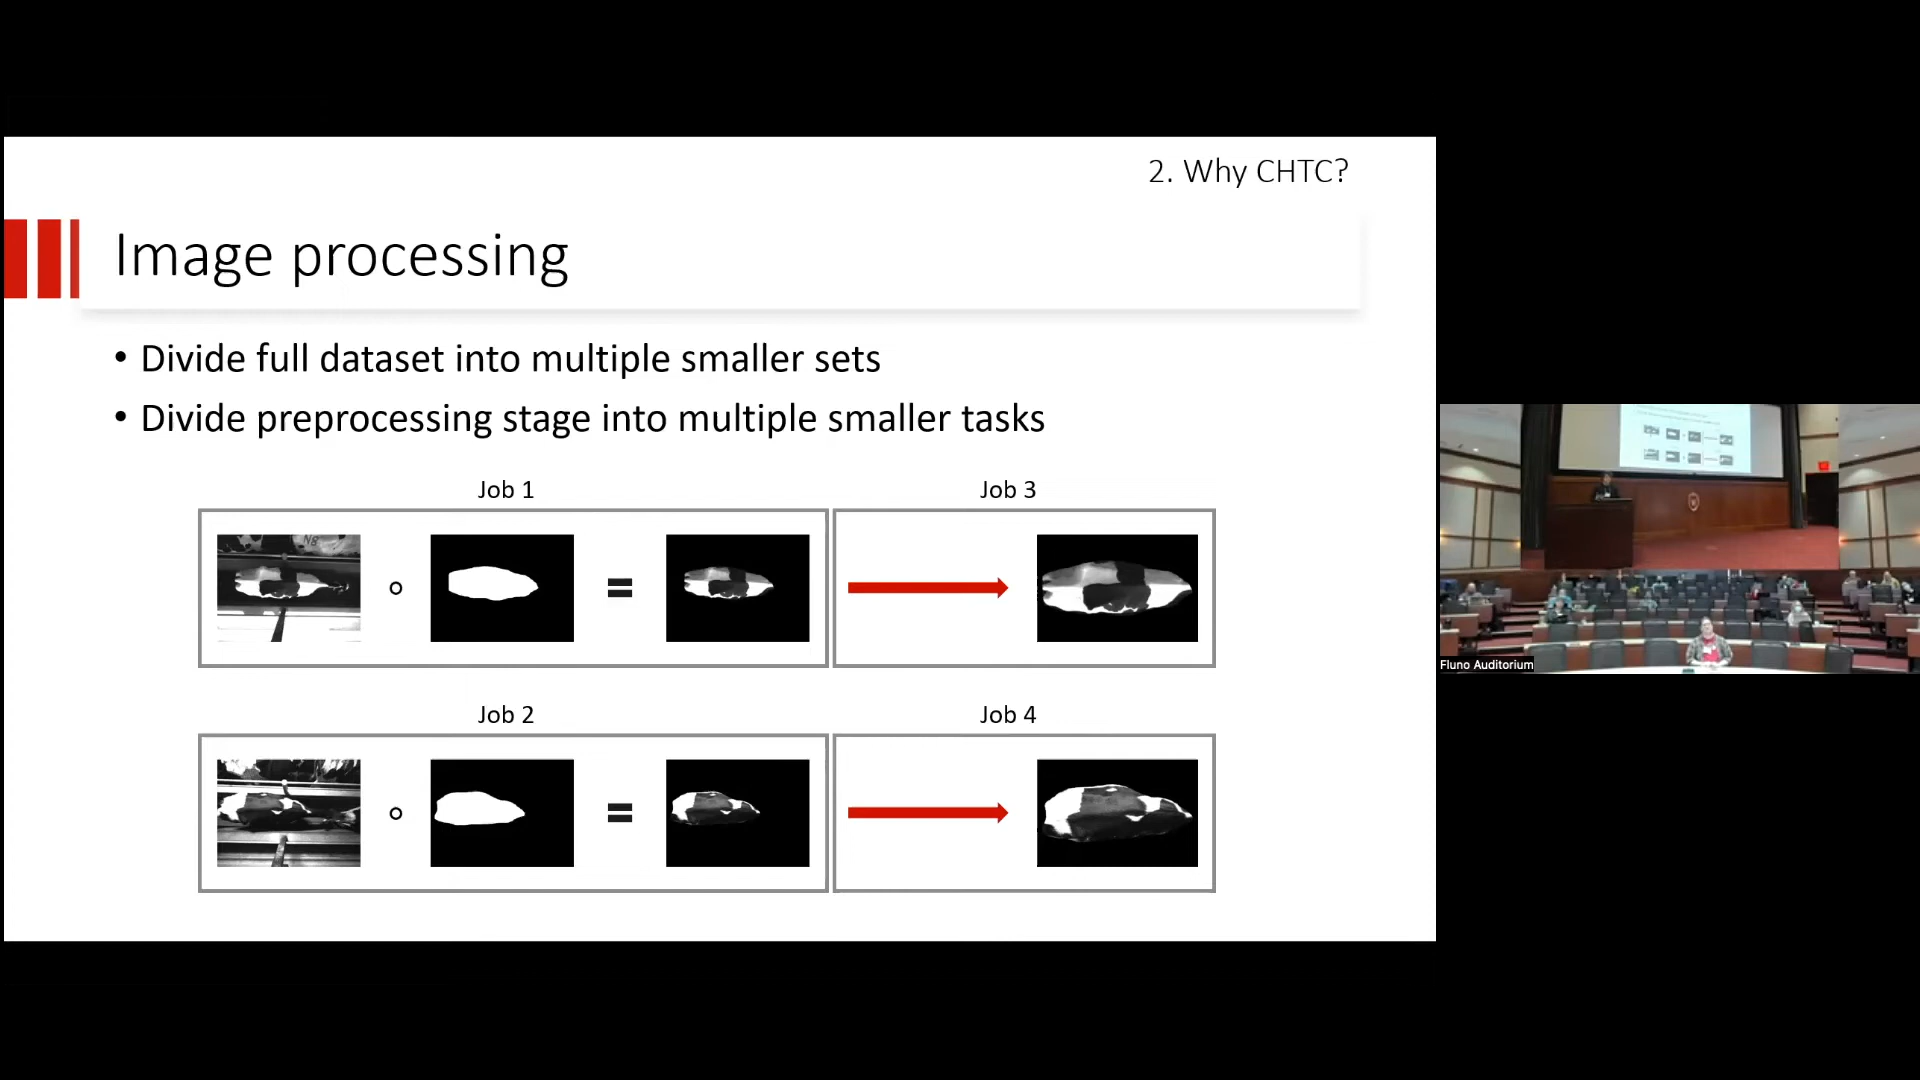 2. Why CHTC?
Image processing
• Divide full dataset into multiple smaller sets
• Divide preprocessing stage into multiple smaller tasks
Job 1
Job 3
Job 2
Job 4
Fluno Auditorium